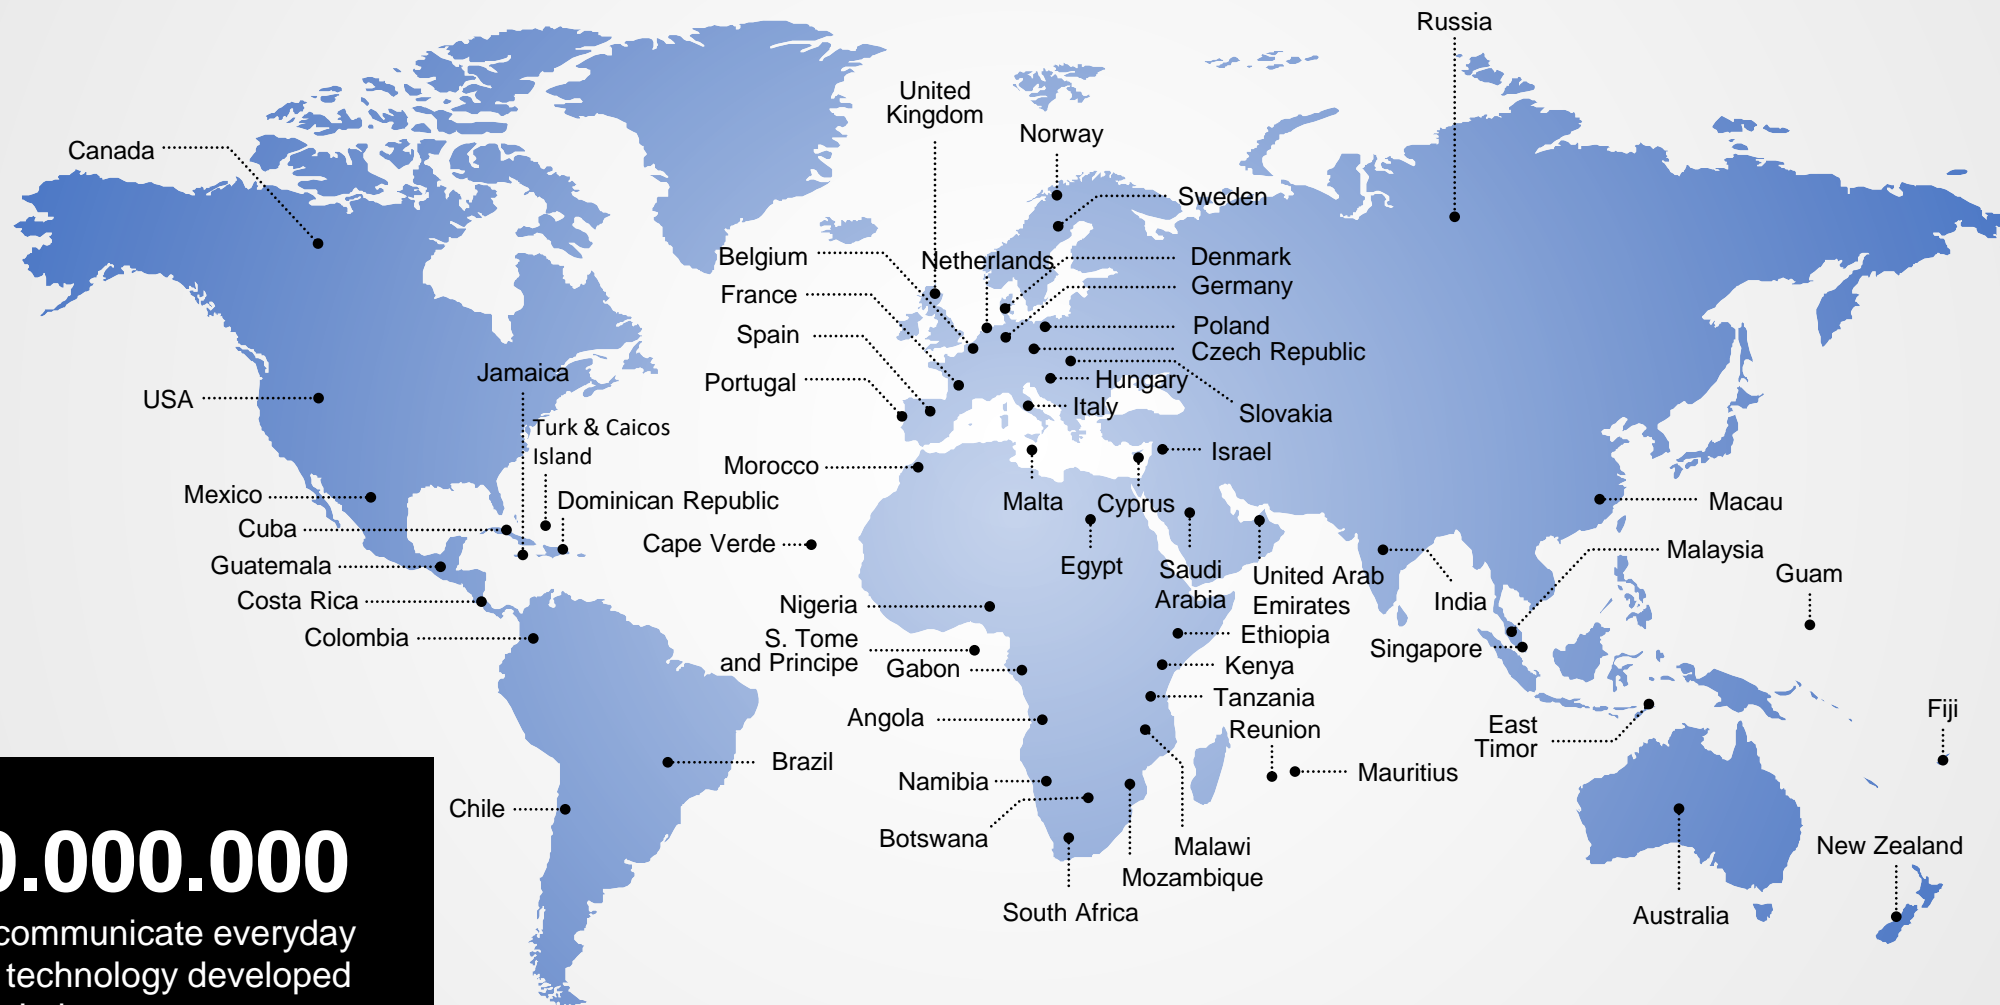 Russia
United
Kingdom
Norway
Canada
Sweden
Belgium
Netherlands
Denmark
France
Germany
Spain
Poland
Czech Republic
Jamaica
Portugal
Hungary
USA
Italy
Slovakia
Turk & Caicos
Island
Israel
Morocco
Mexico
Dominican Republic
Malta
Cyprus
Macau
Cuba
Cape Verde
Malaysia
Guatemala
Egypt
Saudi
Arabia
United Arab
Emirates
Guam
Costa Rica
Nigeria
India
Colombia
S. Tome
and Principe
Ethiopia
Singapore
Gabon
Kenya
Tanzania
Angola
Reunion
East
Timor
Fiji
Brazil
Namibia
Mauritius
Chile
Botswana
Malawi
Mozambique
New Zealand
South Africa
Australia
0.000.000
communicate everyday
technology developed